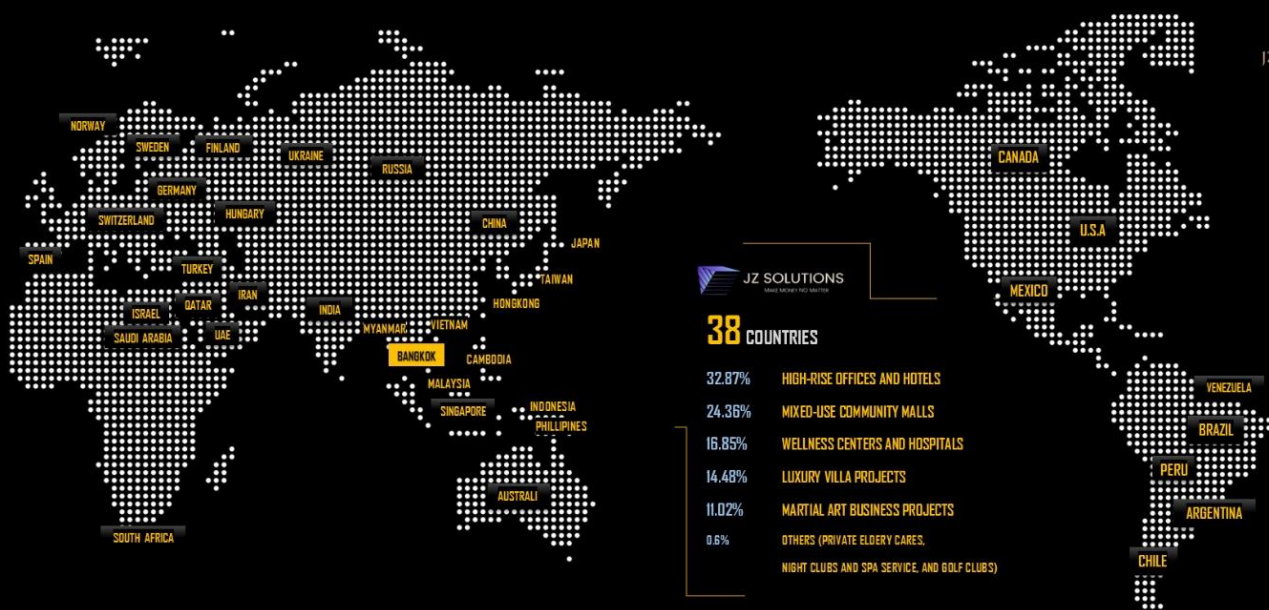 JZ
NORWAY
SWEDEN
FINLAND
UKRAINE
RUSSIA
GERMANY
SWITZERLAND
HUNGARY
CHINA
JAPAN
SPAIN
TURKEY
TAIWAN
ISRAEL
QATAR
IRAN
INDIA
HONGKONG
SAUDI ARABIA
UAE
MYANMAR
VIETNAM
BANGKOK
CAMBODIA
MALAYSIA
SINGAPORE
INDONESIA
PHILLIPINES
AUSTRALI
SOUTH AFRICA
CANADA
U.S.A
MEXICO
VENEZUELA
BRAZIL
PERU
ARGENTINA
CHILE
JZ SOLUTIONS
MAKE MONEY NO MATTER
38 COUNTRIES
32.87% HIGH-RISE OFFICES AND HOTELS
24.36% MIXED-USE COMMUNITY MALLS
16.85% WELLNESS CENTERS AND HOSPITALS
14.48% LUXURY VILLA PROJECTS
11.02% MARTIAL ART BUSINESS PROJECTS
0.6% OTHERS (PRIVATE ELDERY CARES,
NIGHT CLUBS AND SPA SERVICE, AND GOLF CLUBS)